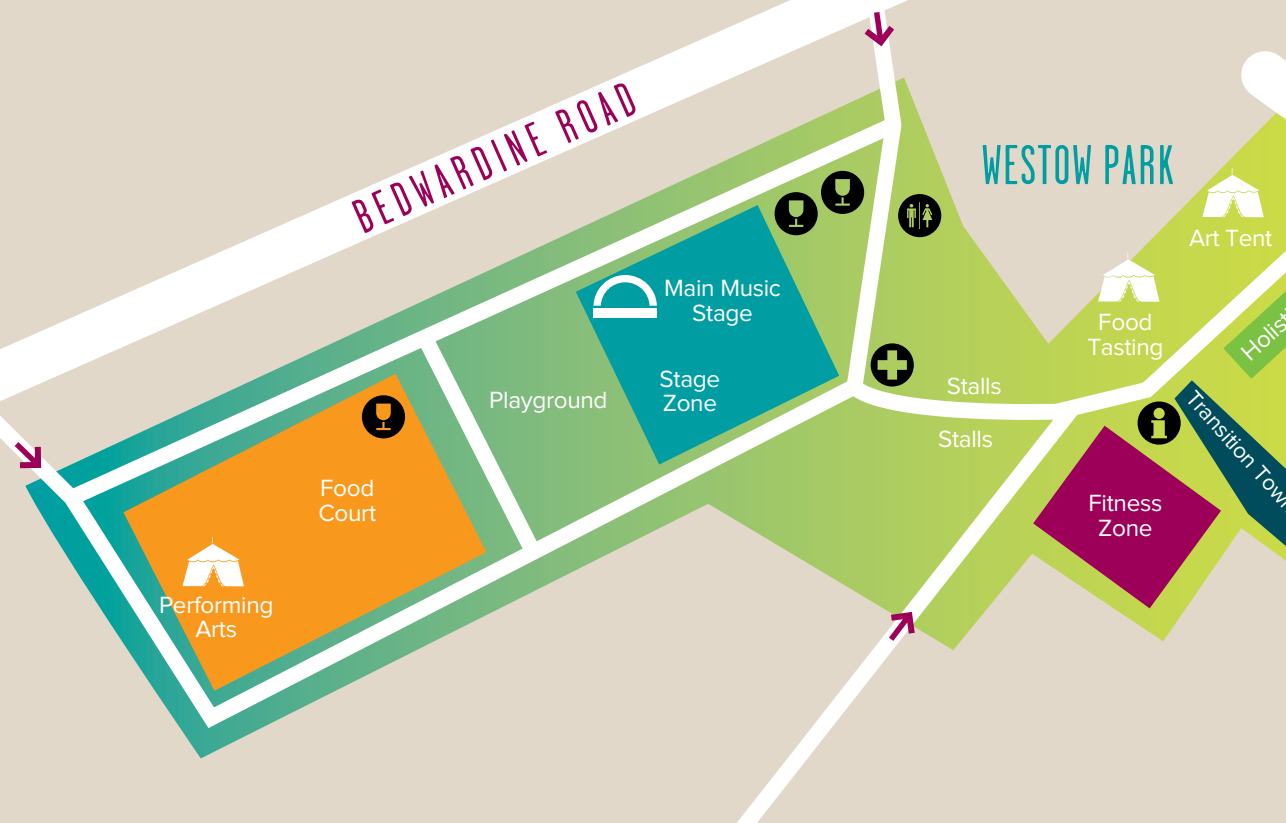 BEDWARDINE ROAD
WESTOW PARK
Art Tent
Main Music
Stage
Food
Tasting
Stage
Zone
Playground
Stalls
Stalls
Food
Court
Fitness
Zone
Performing
Arts
Transition Town